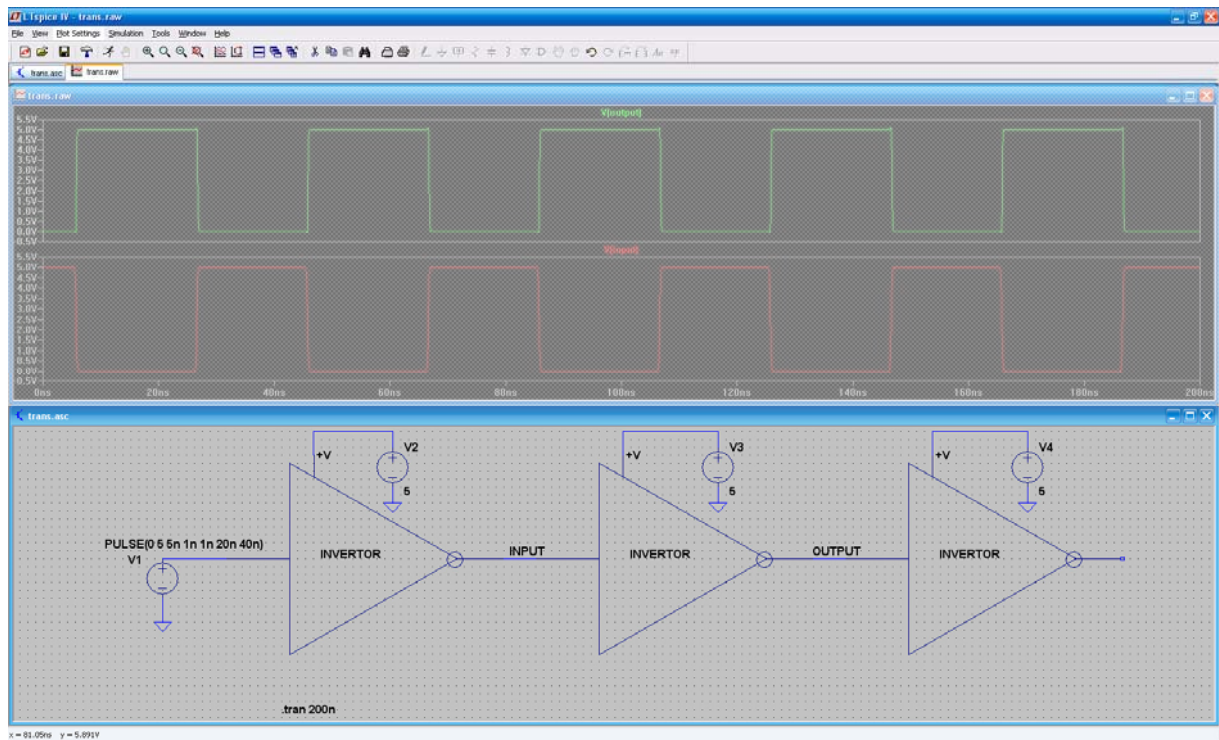 LTspice IV - trans.raw
File View Plot Settings Simulation Tools Window Help
trans.asc trans.raw
trans.raw
V(output)
5.5V
5.0V
4.5V
4.0V
3.5V
3.0V
2.5V
2.0V
1.5V
1.0V
0.5V
0.0V
-0.5V
V(input)
5.5V
5.0V
4.5V
4.0V
3.5V
3.0V
2.5V
2.0V
1.5V
1.0V
0.5V
0.0V
-0.5V
0ns 20ns 40ns 60ns 80ns 100ns 120ns 140ns 160ns 180ns 200ns
trans.asc
+V V2 +V V3 +V V4
5 5 5
PULSE(0 5 5n 1n 1n 20n 40n)
V1 INVERTOR INPUT INVERTOR OUTPUT INVERTOR
.tran 200n
x = 81.05ns y = 5.891V